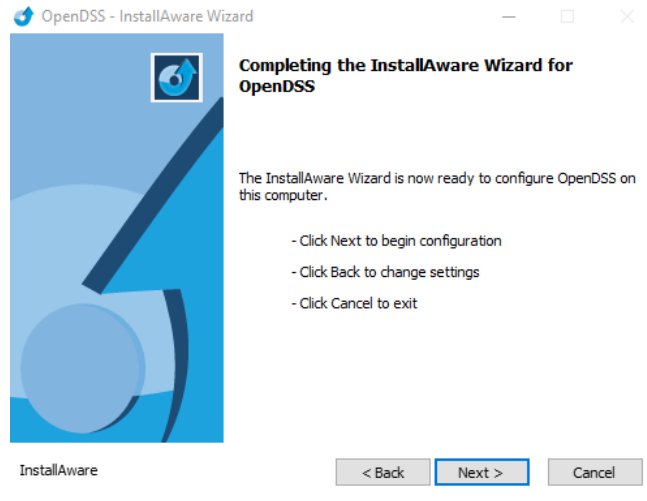 OpenDSS - InstallAware Wizard
Completing the InstallAware Wizard for
OpenDSS
The InstallAware Wizard is now ready to configure OpenDSS on
this computer.
- Click Next to begin configuration
- Click Back to change settings
- Click Cancel to exit
InstallAware
< Back
Next >
Cancel